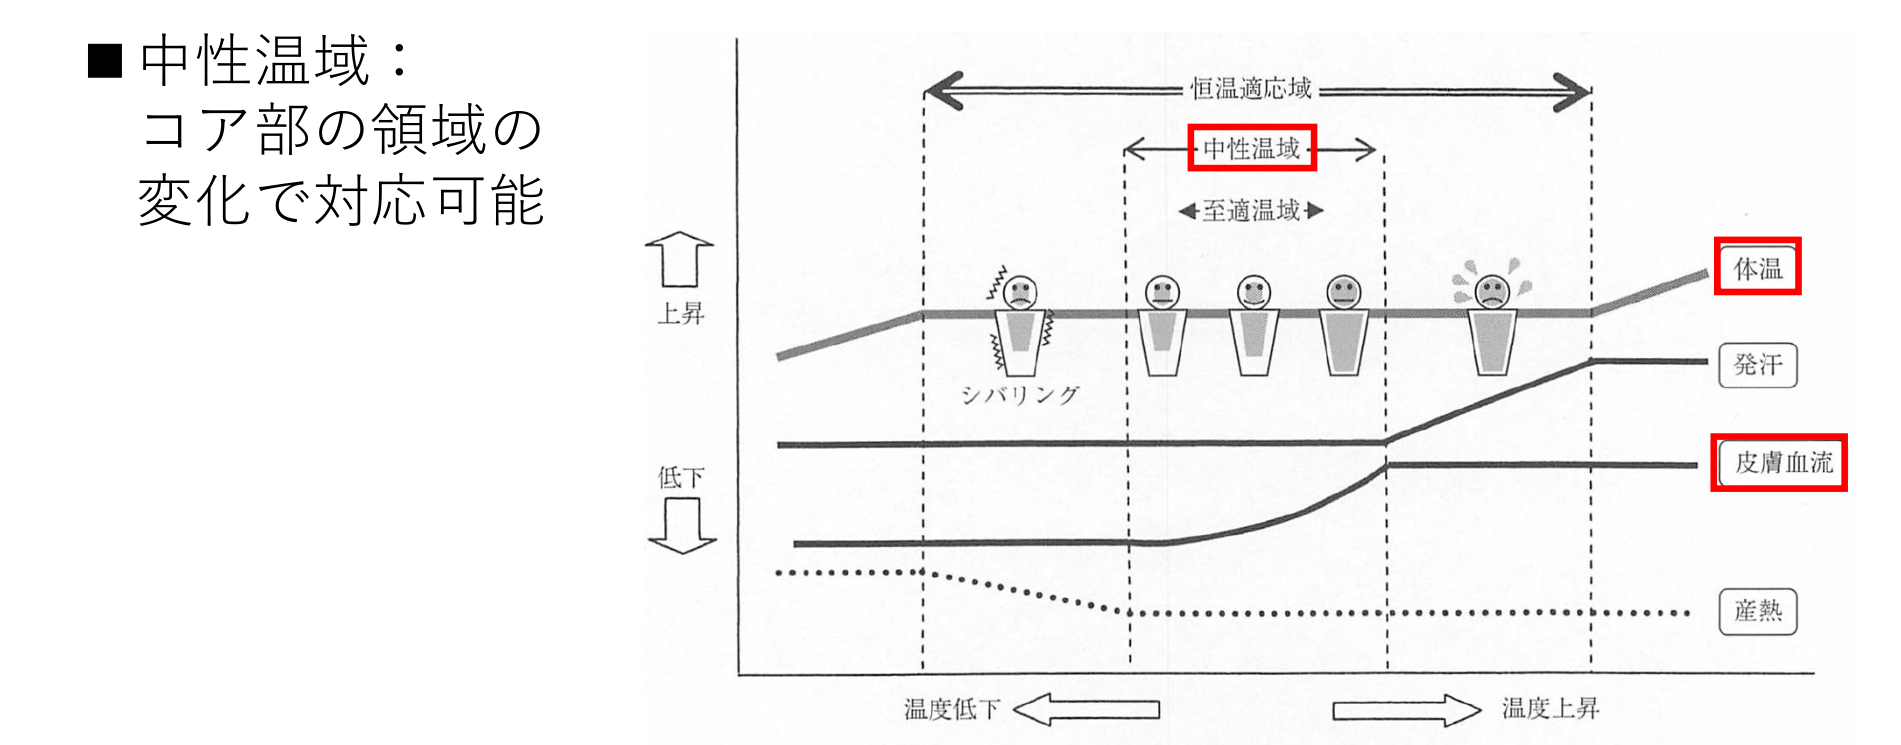 ■ 中性温域：
コア部の領域の
変化で対応可能
恒温適応域
中性温域
至適温域
上昇
体温
シバリング
発汗
低下
皮膚血流
産熱
温度低下
温度上昇